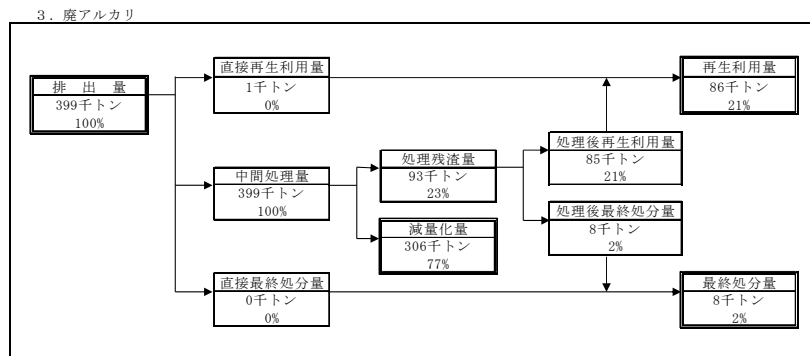 3．廃アルカリ
排　出　量
399千トン
100%
直接再生利用量
1千トン
0%
再生利用量
86千トン
21%
中間処理量
399千トン
100%
処理残渣量
93千トン
23%
処理後再生利用量
85千トン
21%
減量化量
306千トン
77%
処理後最終処分量
8千トン
2%
直接最終処分量
0千トン
0%
最終処分量
8千トン
2%